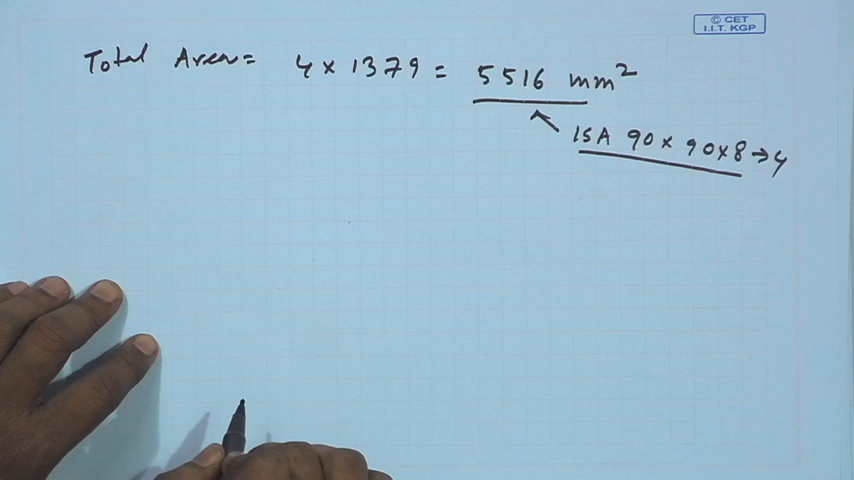 © CET
I.I.T. KGP
Total Area = 4 x 1379 = 5516 mm²
ISA 90 x 90 x 8 → 4